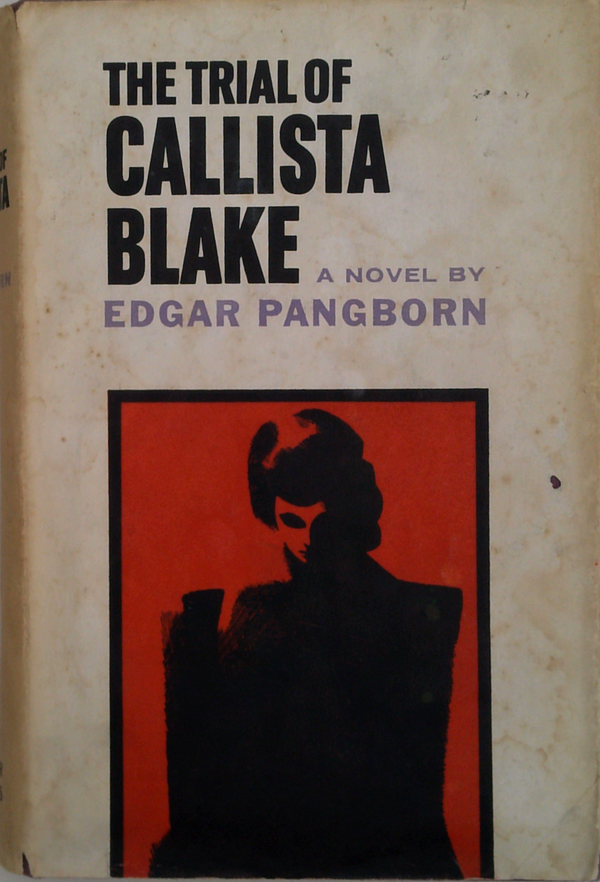 THE TRIAL OF
CALLISTA
BLAKE
A NOVEL BY
EDGAR PANGBORN